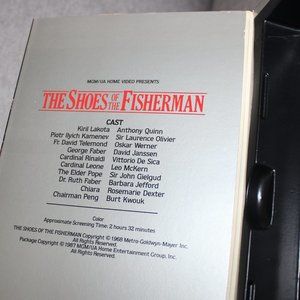 MGM/UA HOME VIDEO PRESENTS
THE SHOES OF THE FISHERMAN
CAST
Kiril Lakota Anthony Quinn
Piotr Ilyich Kamenev Sir Laurence Olivier
Fr. David Telemond Oskar Werner
George Faber David Janssen
Cardinal Rinaldi Vittorio De Sica
Cardinal Leone Leo McKern
The Elder Pope Sir John Gielgud
Dr. Ruth Faber Barbara Jefford
Chiara Rosemarie Dexter
Chairman Peng Burt Kwouk
Color
Approximate Screening Time: 2 hours 32 minutes
THE SHOES OF THE FISHERMAN Copyright © 1968 Metro-Goldwyn-Mayer Inc.
All Rights Reserved.
Package Copyright © 1987 MGM/UA Home Entertainment Group, Inc.
All Rights Reserved.